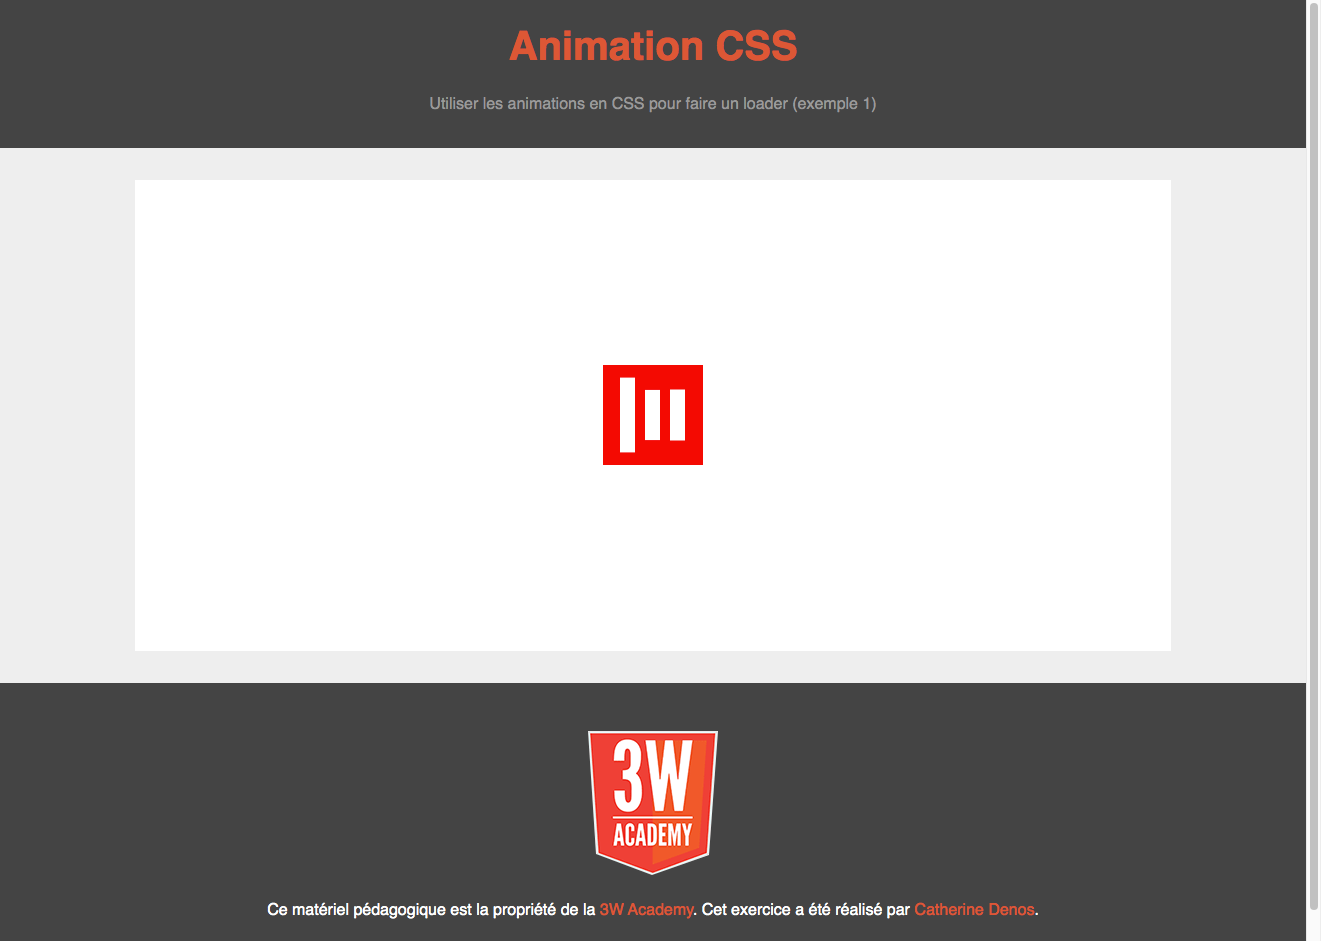 Animation CSS
Utiliser les animations en CSS pour faire un loader (exemple 1)
3W
ACADEMY
Ce matériel pédagogique est la propriété de la 3W Academy. Cet exercice a été réalisé par Catherine Denos.